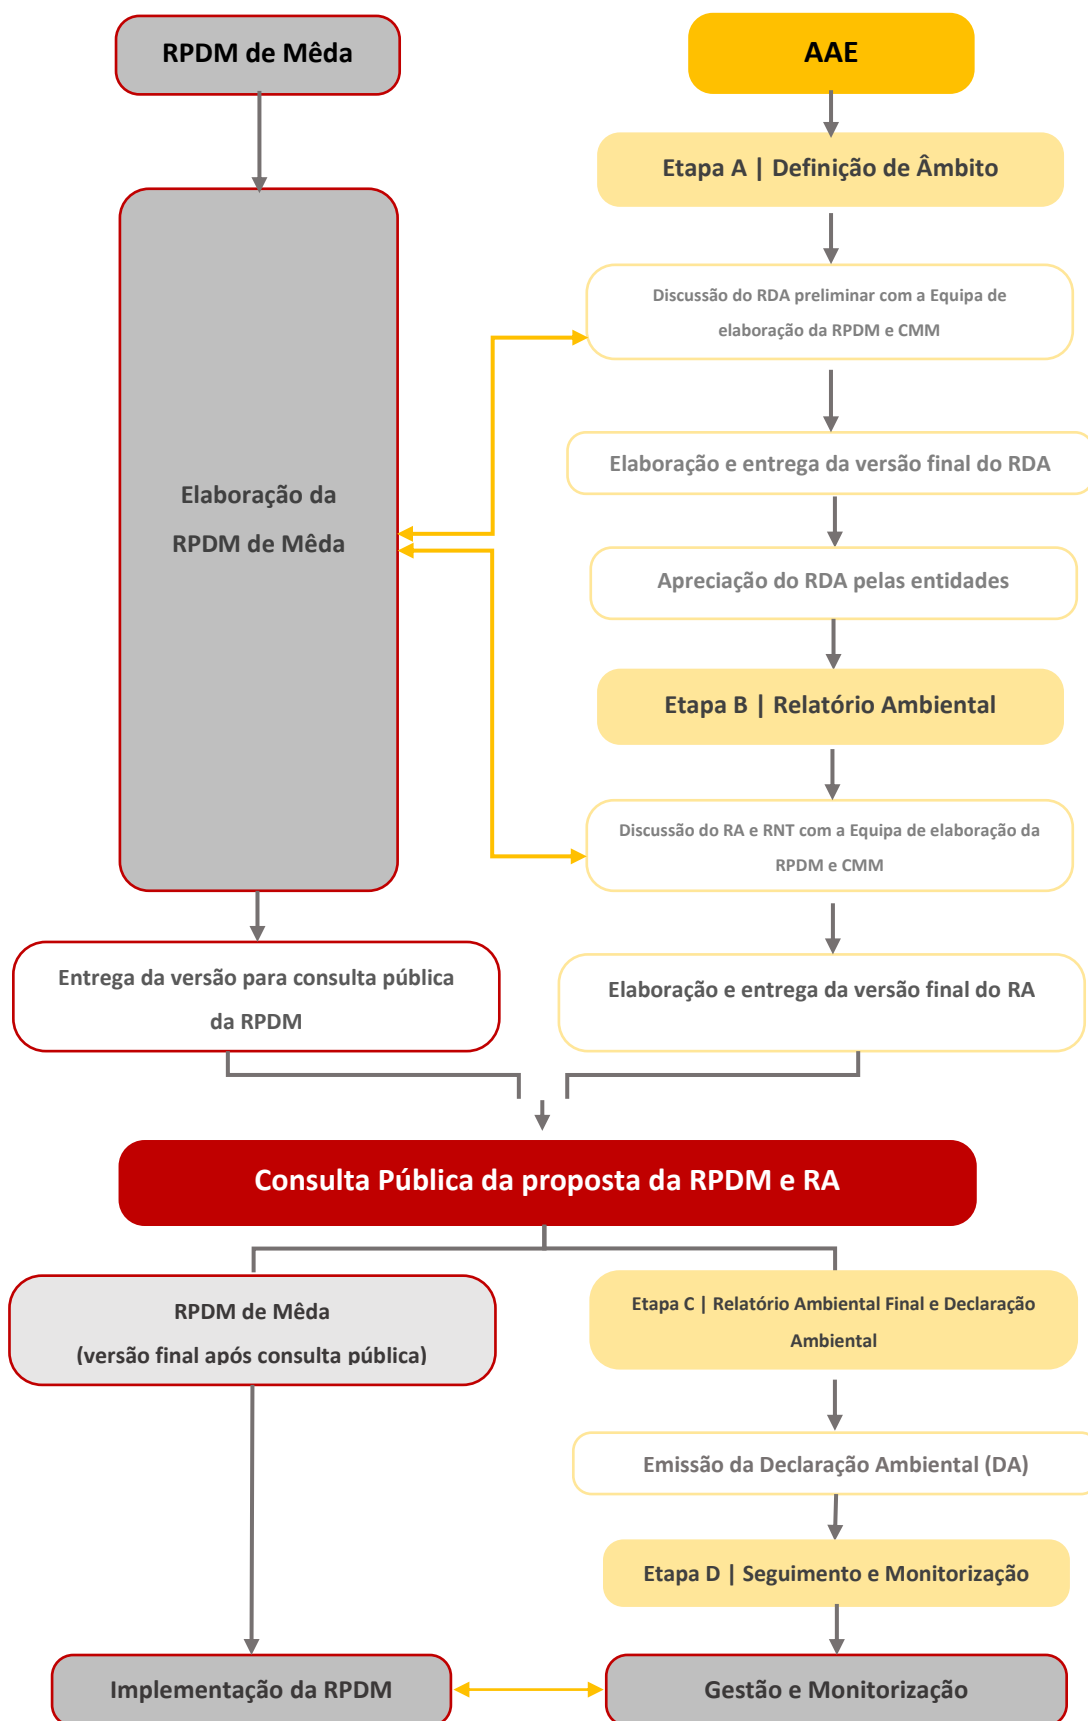 RPDM de Mêda
AAE
Etapa A | Definição de Âmbito
Discussão do RDA preliminar com a Equipa de
elaboração da RPDM e CMM
Elaboração e entrega da versão final do RDA
Elaboração da
RPDM de Mêda
Apreciação do RDA pelas entidades
Etapa B | Relatório Ambiental
Discussão do RA e RNT com a Equipa de elaboração da
RPDM e CMM
Entrega da versão para consulta pública
da RPDM
Elaboração e entrega da versão final do RA
Consulta Pública da proposta da RPDM e RA
RPDM de Mêda
(versão final após consulta pública)
Etapa C | Relatório Ambiental Final e Declaração
Ambiental
Emissão da Declaração Ambiental (DA)
Etapa D | Seguimento e Monitorização
Implementação da RPDM
Gestão e Monitorização